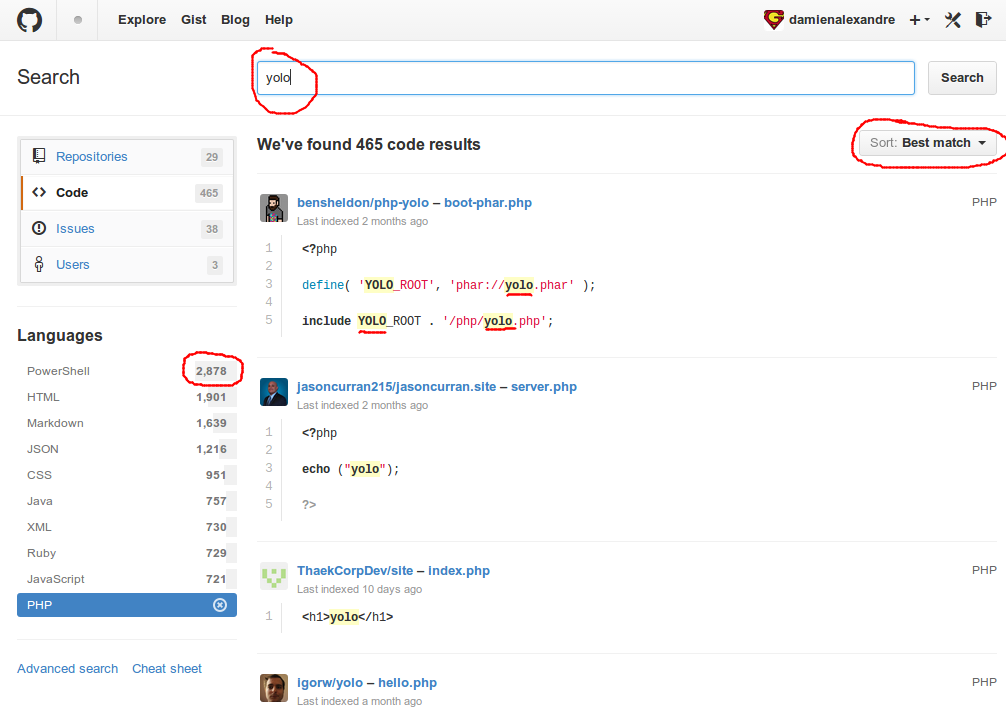 Explore Gist Blog Help damienalexandre
Search yolo Search
Repositories 29
Code 465
Issues 38
Users 3
Languages
PowerShell 2,878
HTML 1,901
Markdown 1,639
JSON 1,216
CSS 951
Java 757
XML 730
Ruby 729
JavaScript 721
PHP
Advanced search Cheat sheet
We've found 465 code results Sort: Best match
bensheldon/php-yolo – boot-phar.php PHP
Last indexed 2 months ago
1 <?php
2
3 define( 'YOLO_ROOT', 'phar://yolo.phar' );
4
5 include YOLO_ROOT . '/php/yolo.php';
jasoncurran215/jasoncurran.site – server.php PHP
Last indexed 2 months ago
1 <?php
2
3 echo ("yolo");
4
5 ?>
ThaekCorpDev/site – index.php PHP
Last indexed 10 days ago
1 <h1>yolo</h1>
igorw/yolo – hello.php PHP
Last indexed a month ago